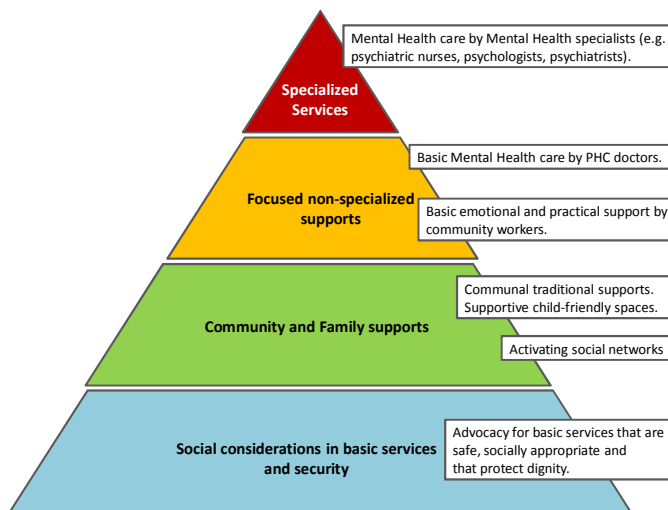 Mental Health care by Mental Health specialists (e.g.
psychiatric nurses, psychologists, psychiatrists).
Specialized
Services
Basic Mental Health care by PHC doctors.
Focused non-specialized
supports
Basic emotional and practical support by
community workers.
Communal traditional supports.
Supportive child-friendly spaces.
Community and Family supports
Activating social networks
Social considerations in basic services
and security
Advocacy for basic services that are
safe, socially appropriate and
that protect dignity.